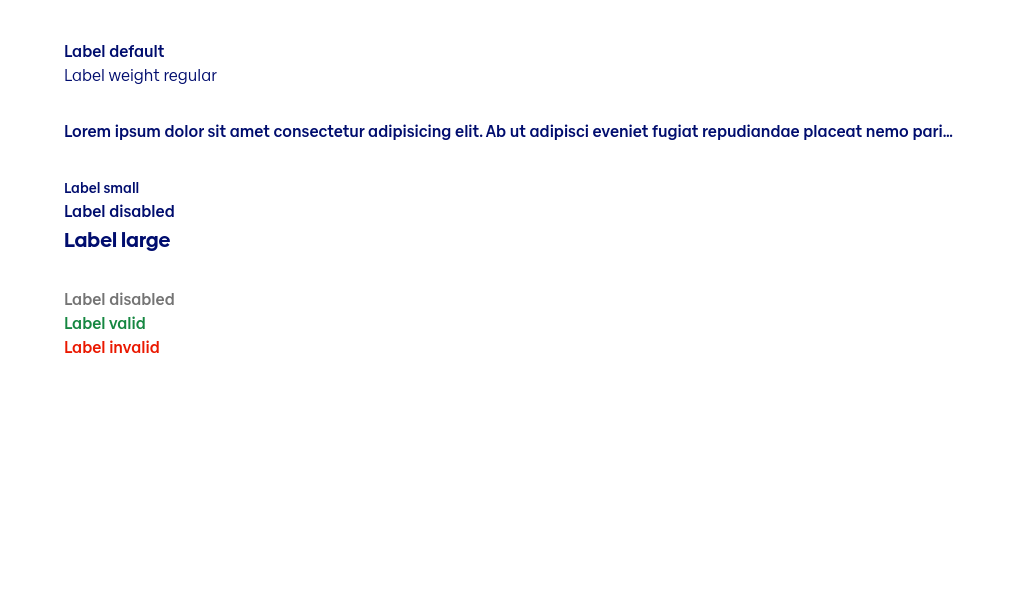 Label default
Label weight regular
Lorem ipsum dolor sit amet consectetur adipisicing elit. Ab ut adipisci eveniet fugiat repudiandae placeat nemo pari...
Label small
Label disabled
Label large
Label disabled
Label valid
Label invalid